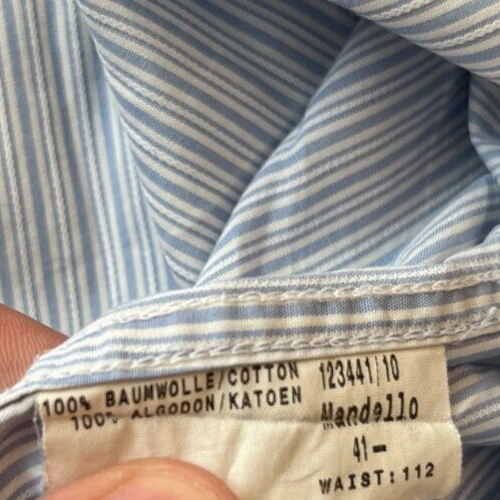 100% BAUMWOLLE/COTTON
100% ALGODON/KATOEN
123441/10
Mandello
41-
WAIST:112